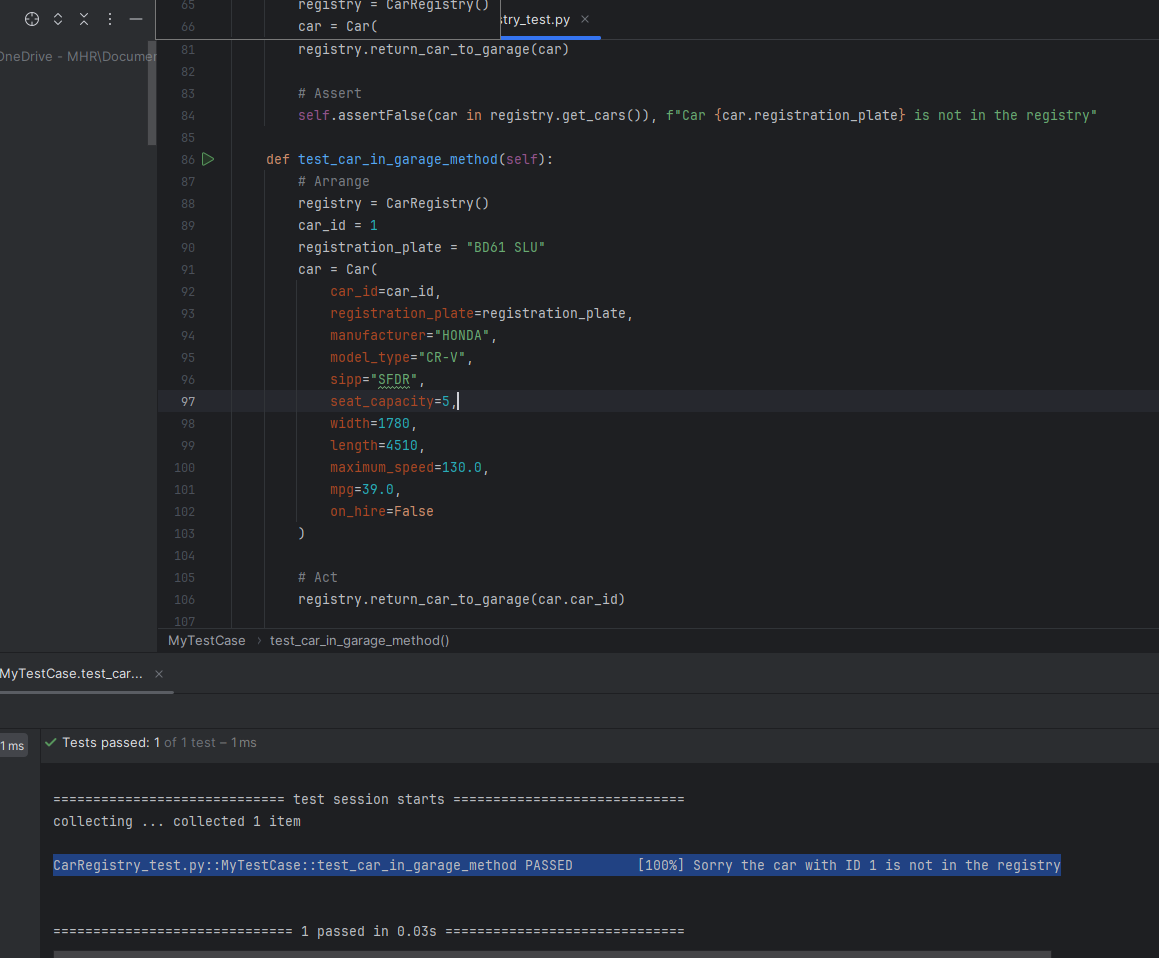 65 registry = CarRegistry()
66 car = Car(
try_test.py ×
OneDrive - MHR\Documen
81 registry.return_car_to_garage(car)
82
83 # Assert
84 self.assertFalse(car in registry.get_cars()), f"Car {car.registration_plate} is not in the registry"
85
86 def test_car_in_garage_method(self):
87 # Arrange
88 registry = CarRegistry()
89 car_id = 1
90 registration_plate = "BD61 SLU"
91 car = Car(
92 car_id=car_id,
93 registration_plate=registration_plate,
94 manufacturer="HONDA",
95 model_type="CR-V",
96 sipp="SFDR",
97 seat_capacity=5,
98 width=1780,
99 length=4510,
100 maximum_speed=130.0,
101 mpg=39.0,
102 on_hire=False
103 )
104
105 # Act
106 registry.return_car_to_garage(car.car_id)
107
MyTestCase › test_car_in_garage_method()
MyTestCase.test_car... ×
1 ms
Tests passed: 1 of 1 test – 1 ms
============================= test session starts =============================
collecting ... collected 1 item
CarRegistry_test.py::MyTestCase::test_car_in_garage_method PASSED [100%] Sorry the car with ID 1 is not in the registry
============================== 1 passed in 0.03s ==============================